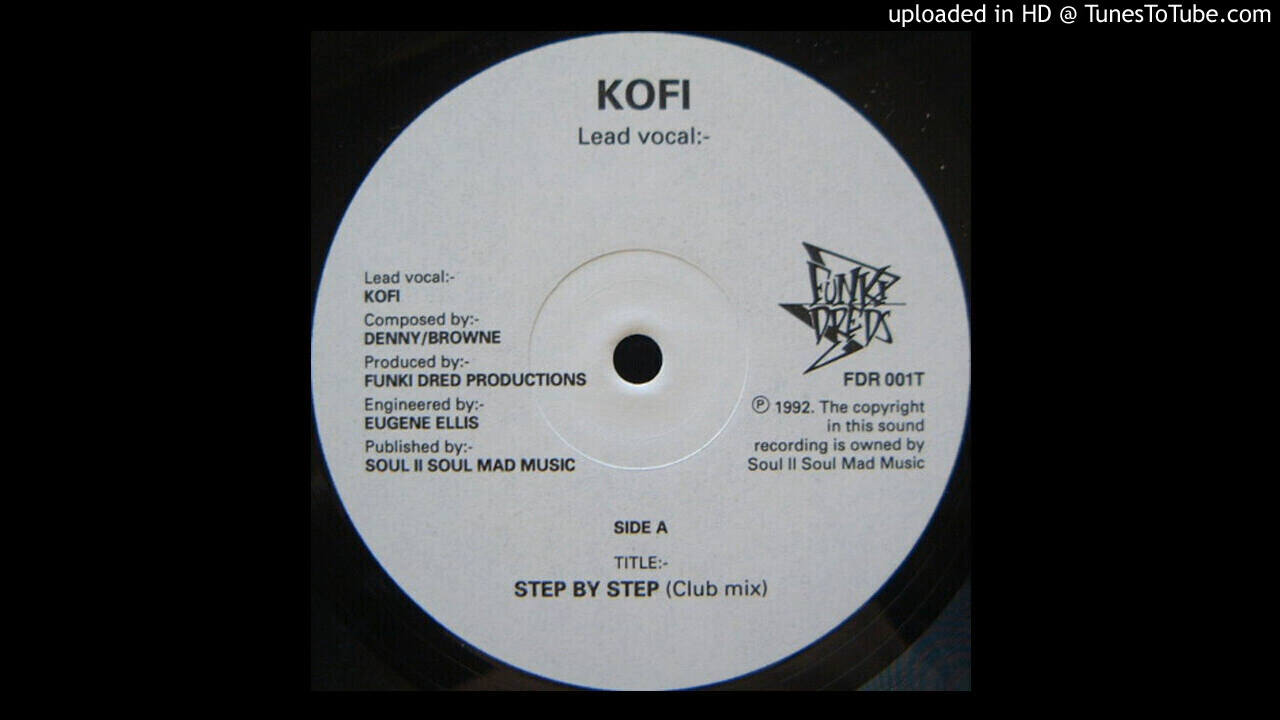 uploaded in HD @ TunesToTube.com
KOFI
Lead vocal:-
Lead vocal:-
KOFI
Composed by:-
DENNY/BROWNE
Produced by:-
FUNKI DRED PRODUCTIONS
Engineered by:-
EUGENE ELLIS
Published by:-
SOUL II SOUL MAD MUSIC
FUNKI
DREDS
FDR 001T
Ⓟ 1992. The copyright
in this sound
recording is owned by
Soul II Soul Mad Music
SIDE A
TITLE:-
STEP BY STEP (Club mix)